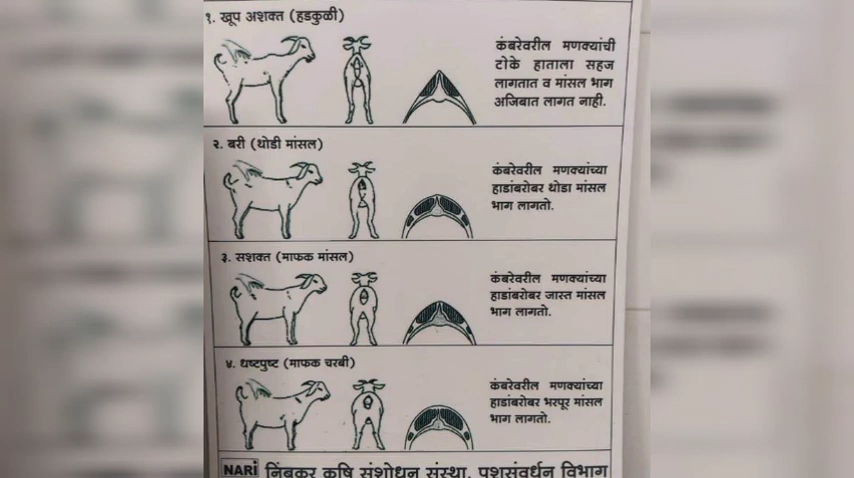 १. खूप अशक्त (हडकुळी)
कंबरेवरील मणक्यांची
टोके हाताला सहज
लागतात व मांसल भाग
अजिबात लागत नाही.
२. बरी (थोडी मांसल)
कंबरेवरील मणक्यांच्या
हाडांबरोबर थोडा मांसल
भाग लागतो.
३. सशक्त (माफक मांसल)
कंबरेवरील मणक्यांच्या
हाडांबरोबर जास्त मांसल
भाग लागतो.
४. धष्टपुष्ट (माफक चरबी)
कंबरेवरील मणक्यांच्या
हाडांबरोबर भरपूर मांसल
भाग लागतो.
NARI निंबकर कृषि संशोधन संस्था, पशुसंवर्धन विभाग